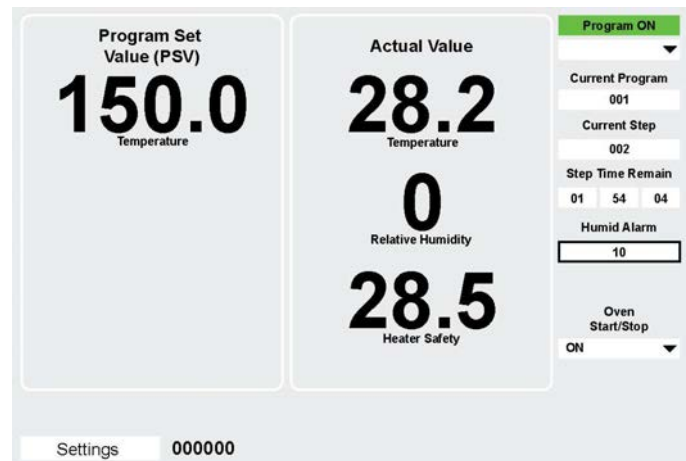 Program Set
Value (PSV)
150.0
Temperature
Actual Value
28.2
Temperature
0
Relative Humidity
28.5
Heater Safety
Program ON
Current Program
001
Current Step
002
Step Time Remain
01 54 04
Humid Alarm
10
Oven
Start/Stop
ON
Settings 000000